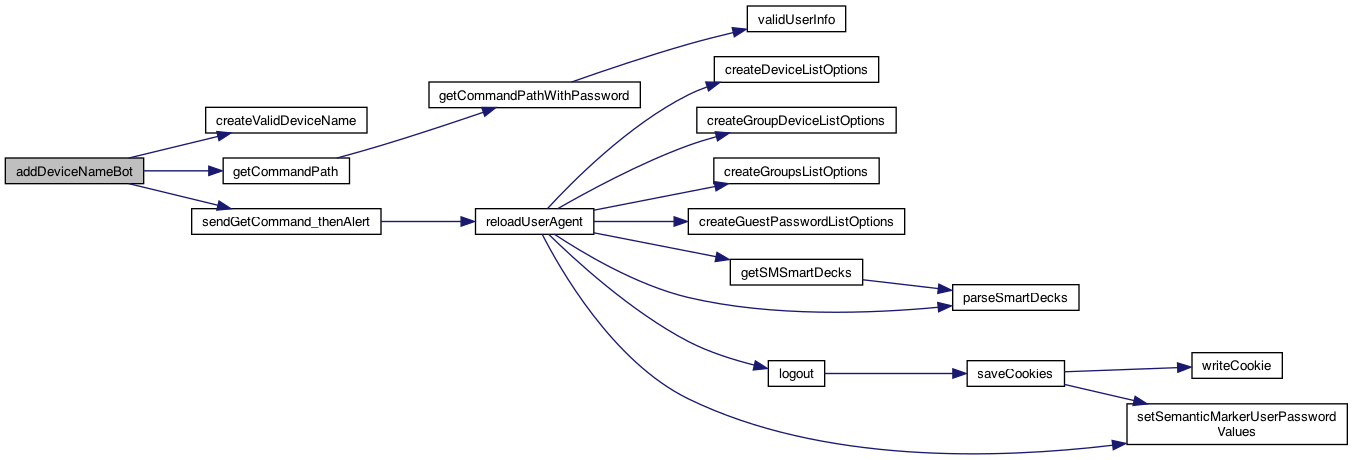 validUserInfo
createDeviceListOptions
getCommandPathWithPassword
createValidDeviceName
createGroupDeviceListOptions
addDeviceNameBot
getCommandPath
createGroupsListOptions
sendGetCommand_thenAlert
reloadUserAgent
createGuestPasswordListOptions
getSMSmartDecks
parseSmartDecks
logout
saveCookies
writeCookie
setSemanticMarkerUserPassword
Values